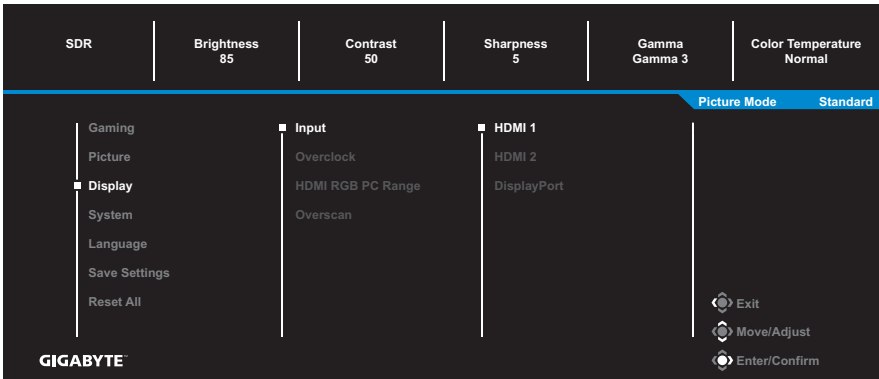 SDR
Brightness
85
Contrast
50
Sharpness
5
Gamma
Gamma 3
Color Temperature
Normal
Picture Mode Standard
Gaming
Picture
Display
System
Language
Save Settings
Reset All
Input
Overclock
HDMI RGB PC Range
Overscan
HDMI 1
HDMI 2
DisplayPort
Exit
Move/Adjust
Enter/Confirm
GIGABYTE™